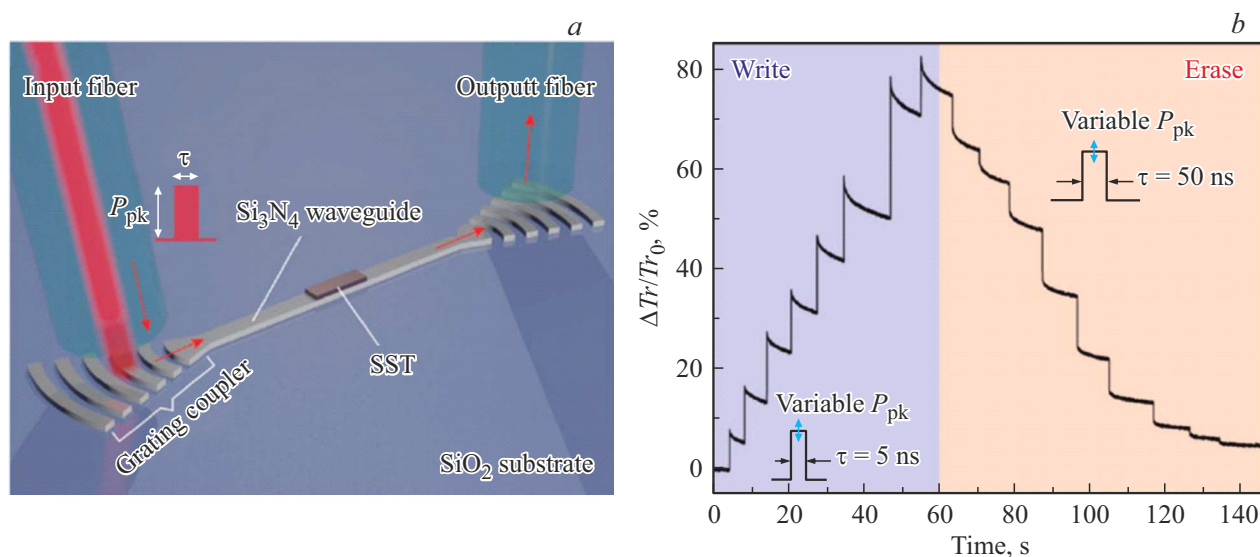 a
Input fiber
Outputt fiber
τ
P_pk
Si₃N₄ waveguide
SST
Grating coupler
SiO₂ substrate
b
Write
Erase
Variable P_pk
τ = 50 ns
Variable P_pk
τ = 5 ns
ΔTr/Tr₀, %
80
60
40
20
0
0 20 40 60 80 100 120 140
Time, s